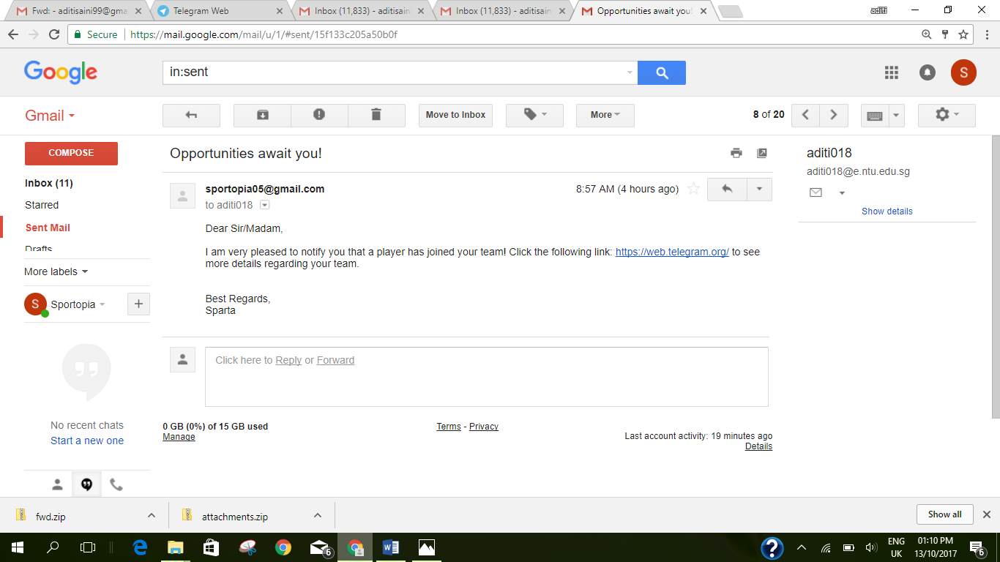 Fwd: - aditisaini99@gma
Telegram Web
Inbox (11,833) - aditisain
Inbox (11,833) - aditisain
Opportunities await you!
aditi
Secure
https://mail.google.com/mail/u/1/#sent/15f133c205a50b0f
Google
in:sent
S
Gmail
Move to Inbox
More
8 of 20
COMPOSE
Inbox (11)
Starred
Sent Mail
Drafts
More labels
S
Sportopia
No recent chats
Start a new one
Opportunities await you!
sportopia05@gmail.com
8:57 AM (4 hours ago)
to aditi018
Dear Sir/Madam,
I am very pleased to notify you that a player has joined your team! Click the following link: https://web.telegram.org/ to see
more details regarding your team.
Best Regards,
Sparta
Click here to Reply or Forward
0 GB (0%) of 15 GB used
Manage
Terms - Privacy
Last account activity: 19 minutes ago
Details
aditi018
aditi018@e.ntu.edu.sg
Show details
fwd.zip
attachments.zip
Show all
6
ENG
UK
01:10 PM
13/10/2017
6